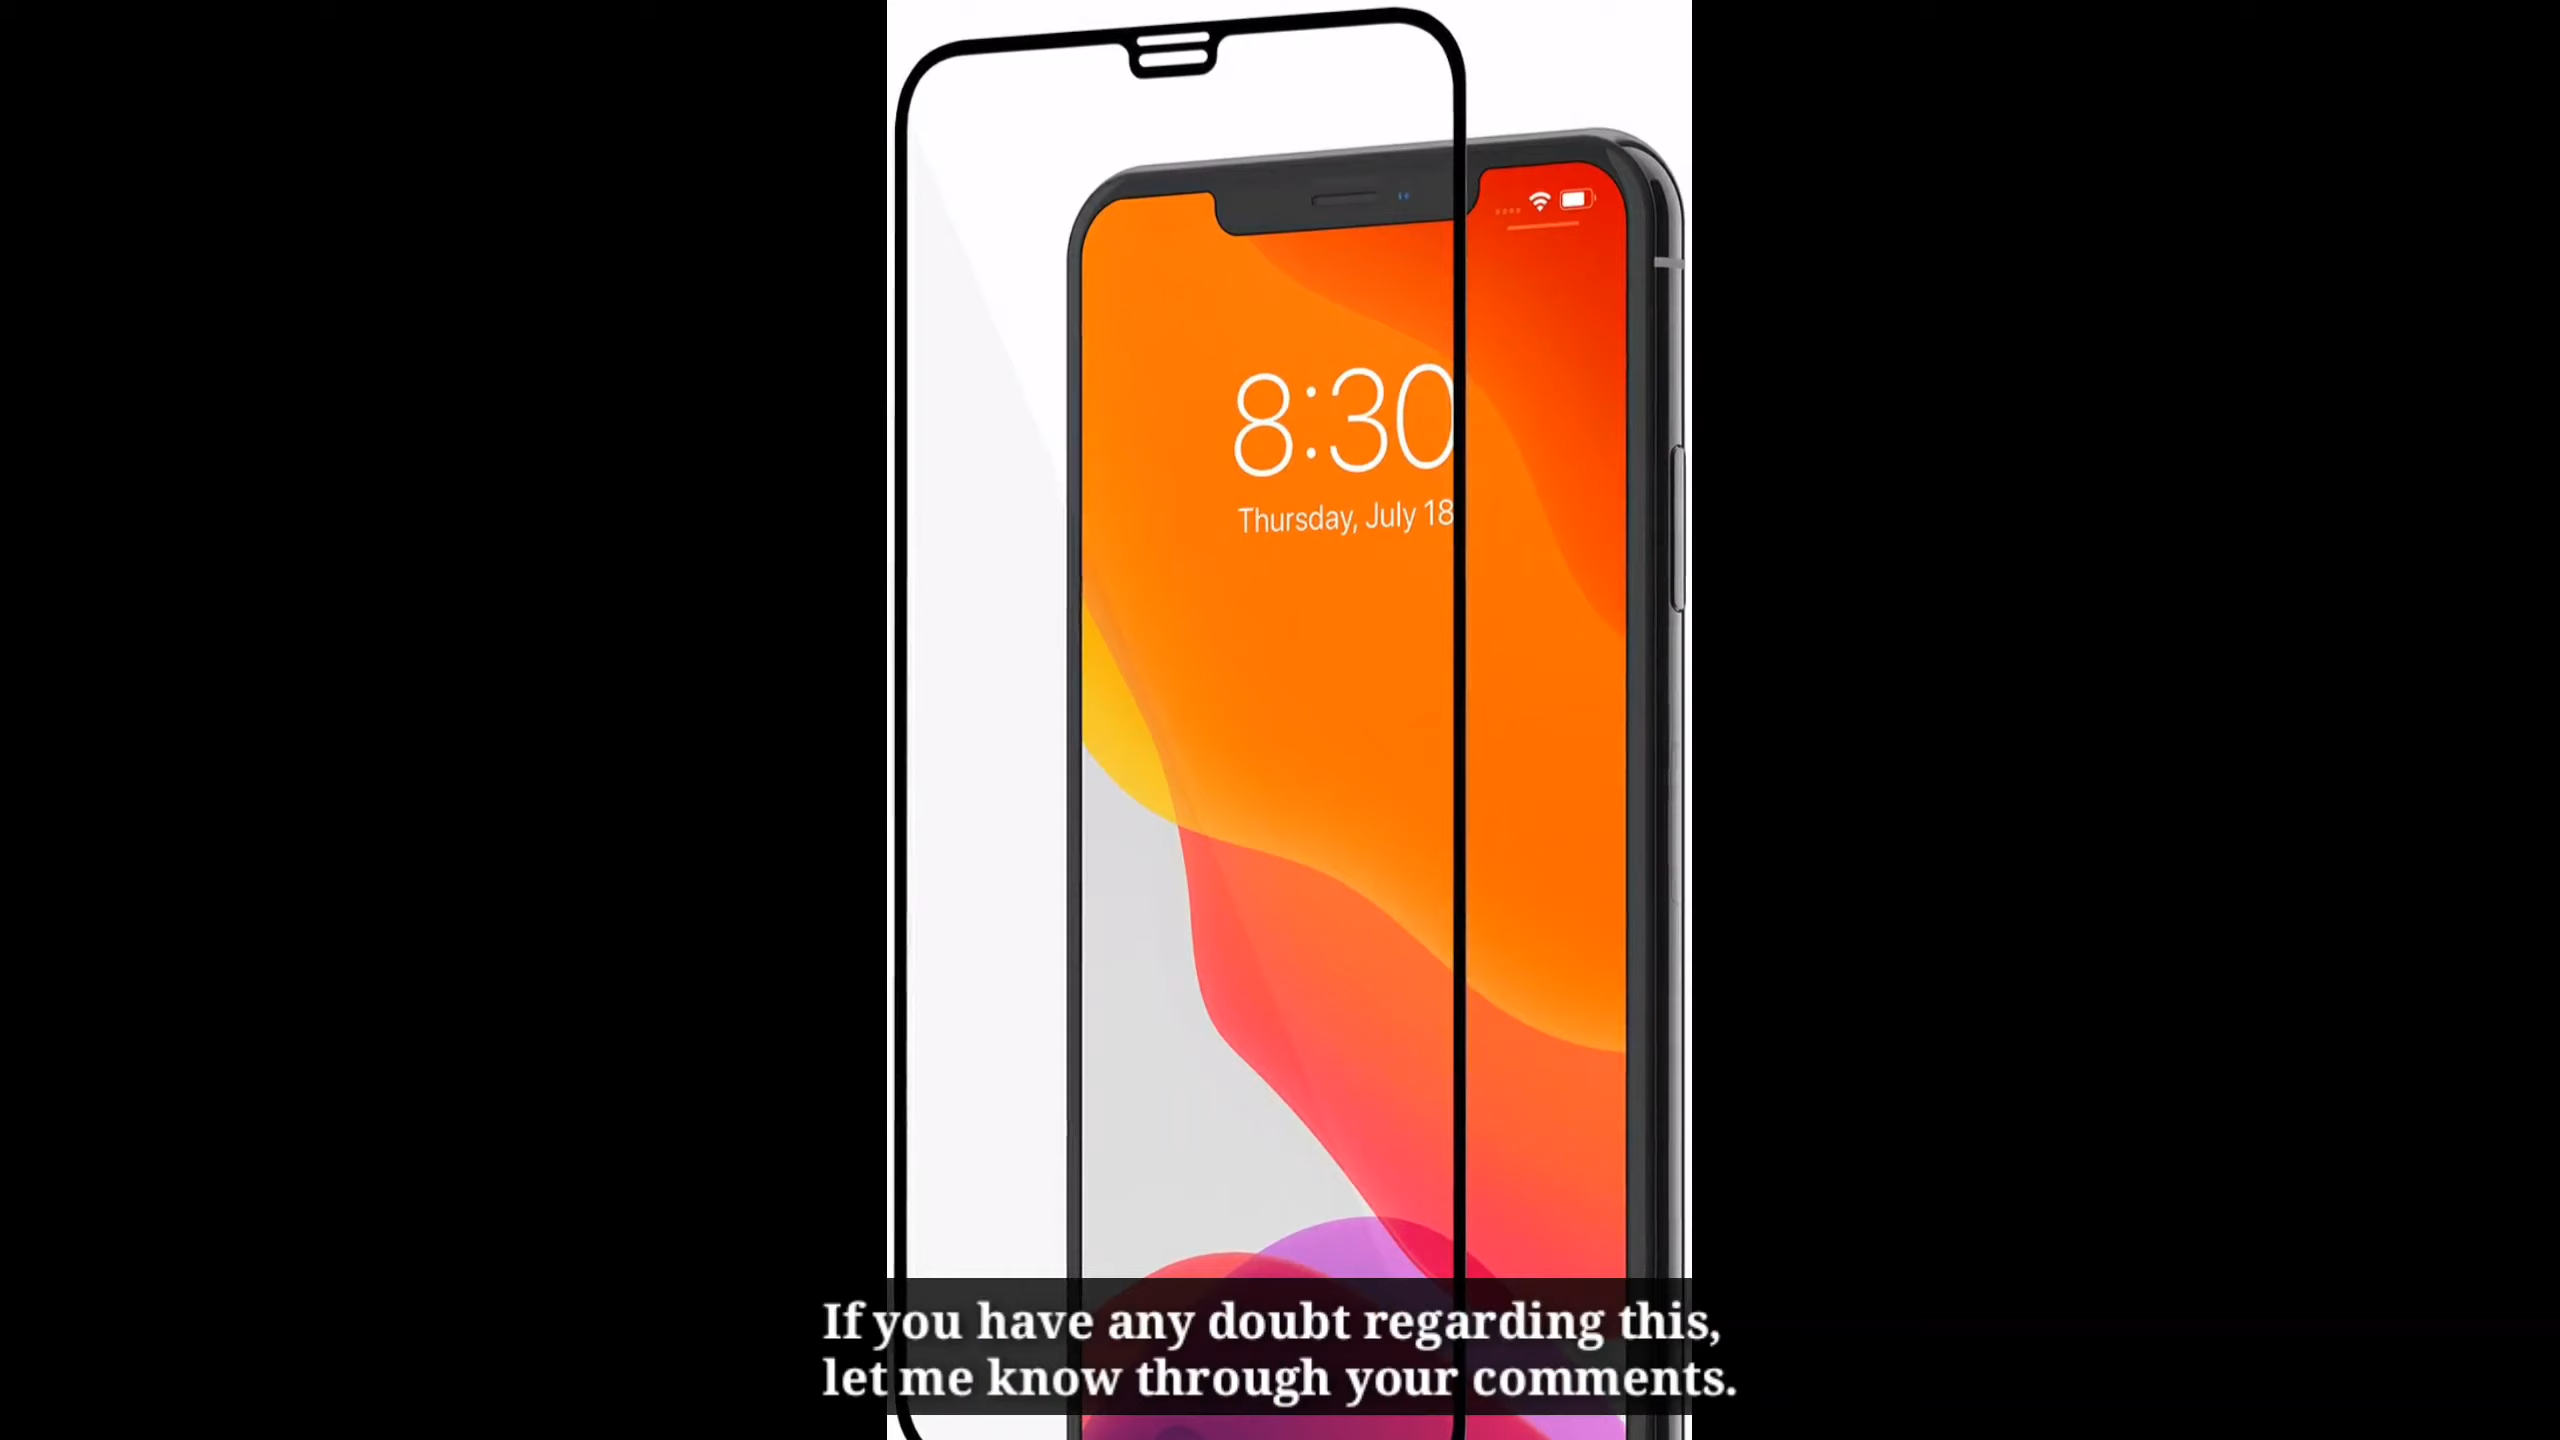 8:30
Thursday, July 18
If you have any doubt regarding this,
let me know through your comments.